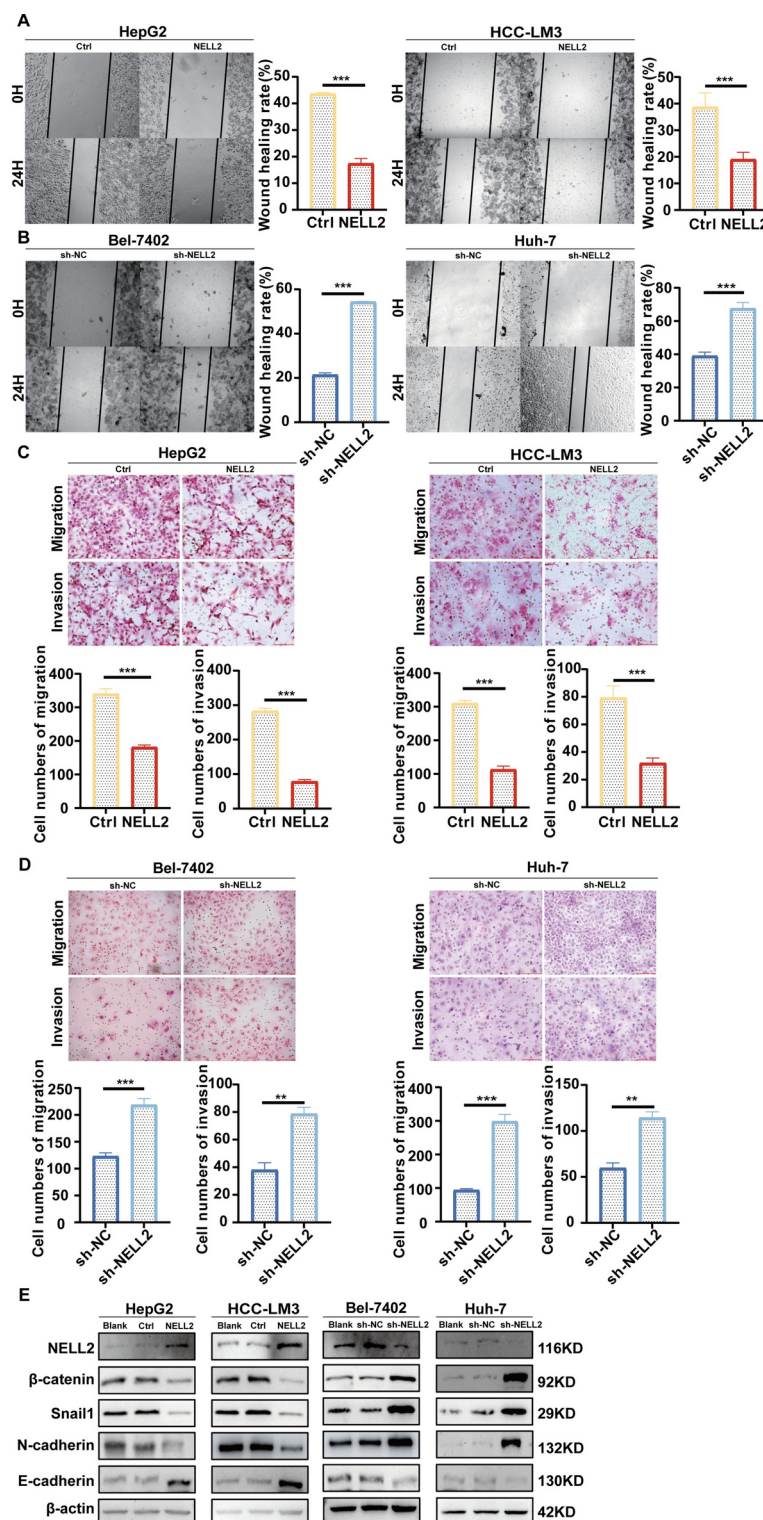 A
HepG2
Ctrl NELL2
0H
24H
Wound healing rate(%)
50
40
30
20
10
0
***
Ctrl NELL2
HCC-LM3
Ctrl NELL2
0H
24H
Wound healing rate(%)
50
40
30
20
10
0
***
Ctrl NELL2
B
Bel-7402
sh-NC sh-NELL2
0H
24H
Wound healing rate(%)
60
40
20
0
***
sh-NC
sh-NELL2
Huh-7
sh-NC sh-NELL2
0H
24H
Wound healing rate(%)
80
60
40
20
0
***
sh-NC
sh-NELL2
C
HepG2
Ctrl NELL2
Migration
Invasion
Cell numbers of migration
400
300
200
100
0
***
Ctrl NELL2
Cell numbers of invasion
400
300
200
100
0
***
Ctrl NELL2
HCC-LM3
Ctrl NELL2
Migration
Invasion
Cell numbers of migration
400
300
200
100
0
***
Ctrl NELL2
Cell numbers of invasion
80
60
40
20
0
***
Ctrl NELL2
D
Bel-7402
sh-NC sh-NELL2
Migration
Invasion
Cell numbers of migration
250
200
150
100
50
0
***
sh-NC
sh-NELL2
Cell numbers of invasion
100
80
60
40
20
0
**
sh-NC
sh-NELL2
Huh-7
sh-NC sh-NELL2
Migration
Invasion
Cell numbers of migration
400
300
200
100
0
***
sh-NC
sh-NELL2
Cell numbers of invasion
150
100
50
0
**
sh-NC
sh-NELL2
E
HepG2 HCC-LM3 Bel-7402 Huh-7
Blank Ctrl NELL2 Blank Ctrl NELL2 Blank sh-NC sh-NELL2 Blank sh-NC sh-NELL2
NELL2 116KD
β-catenin 92KD
Snail1 29KD
N-cadherin 132KD
E-cadherin 130KD
β-actin 42KD